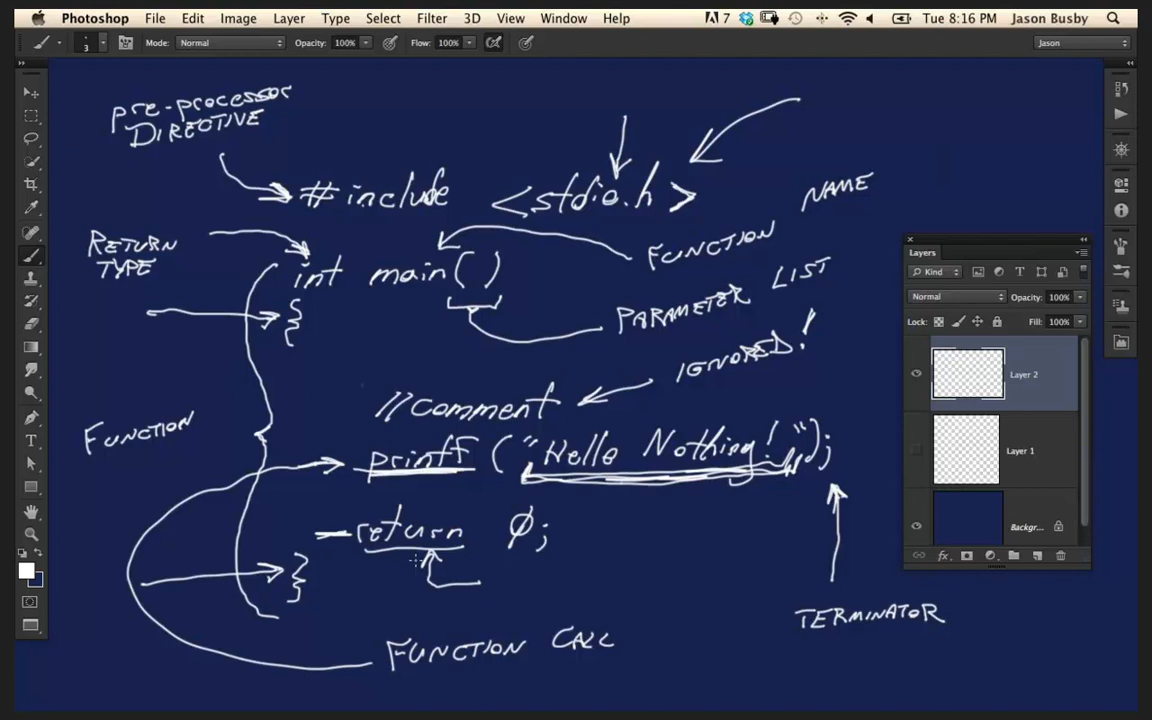 Photoshop File Edit Image Layer Type Select Filter 3D View Window Help 7 Tue 8:16 PM Jason Busby
3 Mode: Normal Opacity: 100% Flow: 100% Jason
pre-processor
DIRECTIVE
#include <stdio.h>
NAME
RETURN
TYPE
int main()
FUNCTION
{
PARAMETER LIST
IGNORED!
//comment
FUNCTION
printf ("Hello Nothing!");
return 0;
}
TERMINATOR
FUNCTION CALL
Layers
Kind
Normal Opacity: 100%
Lock: Fill: 100%
Layer 2
Layer 1
Backgr...
fx